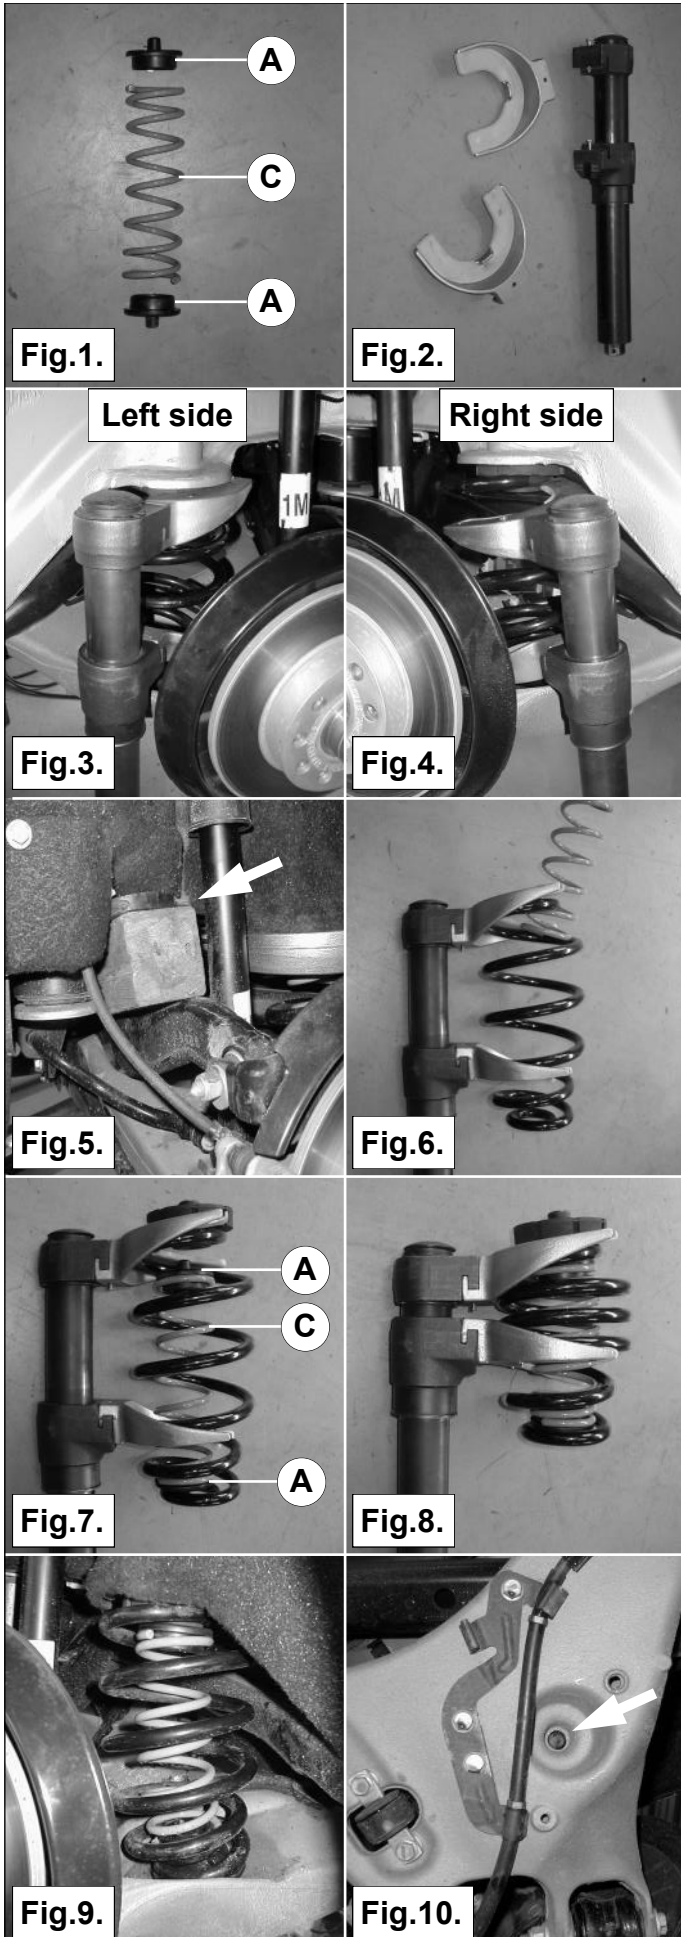 A
C
A
Fig.1.
Fig.2.
Left side
1M
Fig.3.
Right side
M
Fig.4.
Fig.5.
Fig.6.
A
C
A
Fig.7.
Fig.8.
Fig.9.
Fig.10.